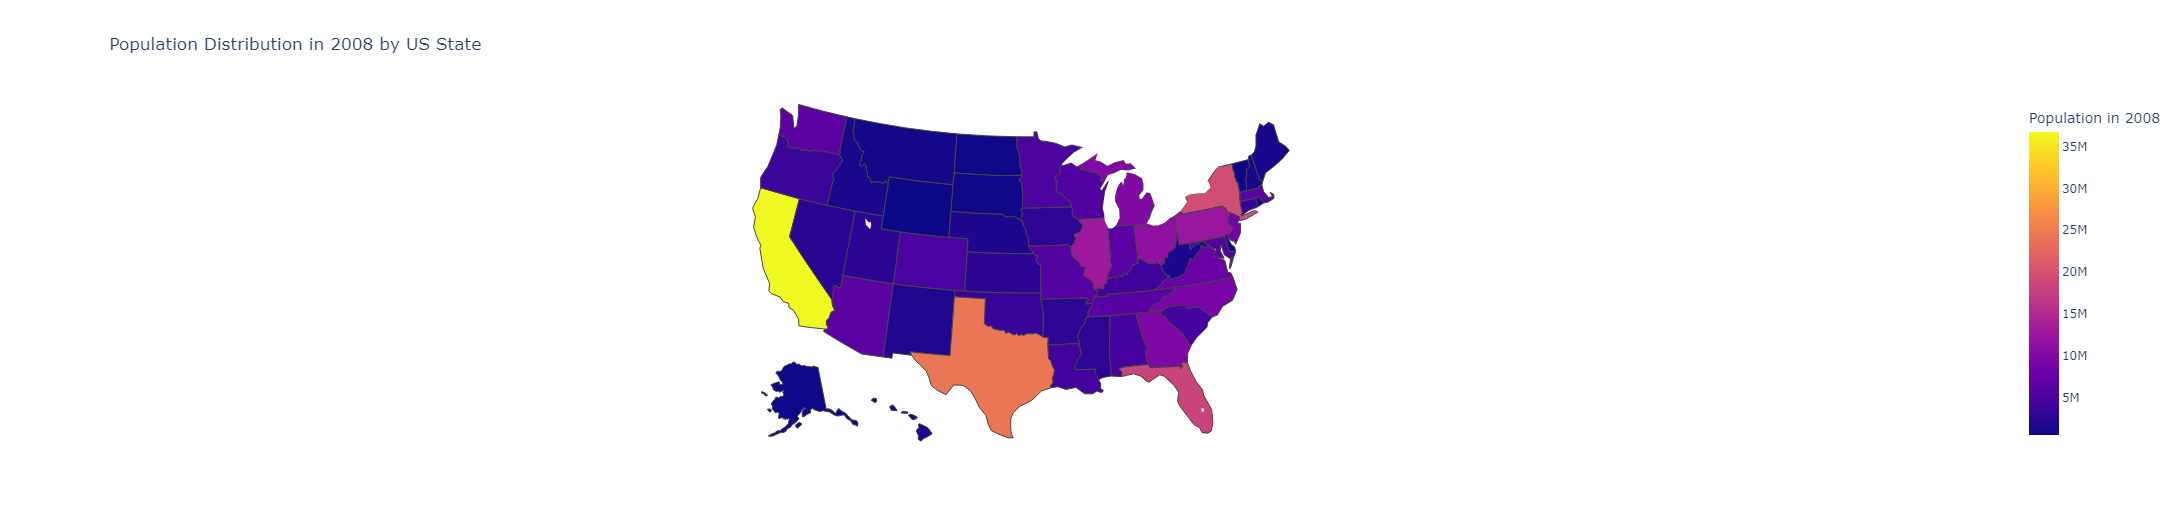 Population Distribution in 2008 by US State
Population in 2008
35M
30M
25M
20M
15M
10M
5M